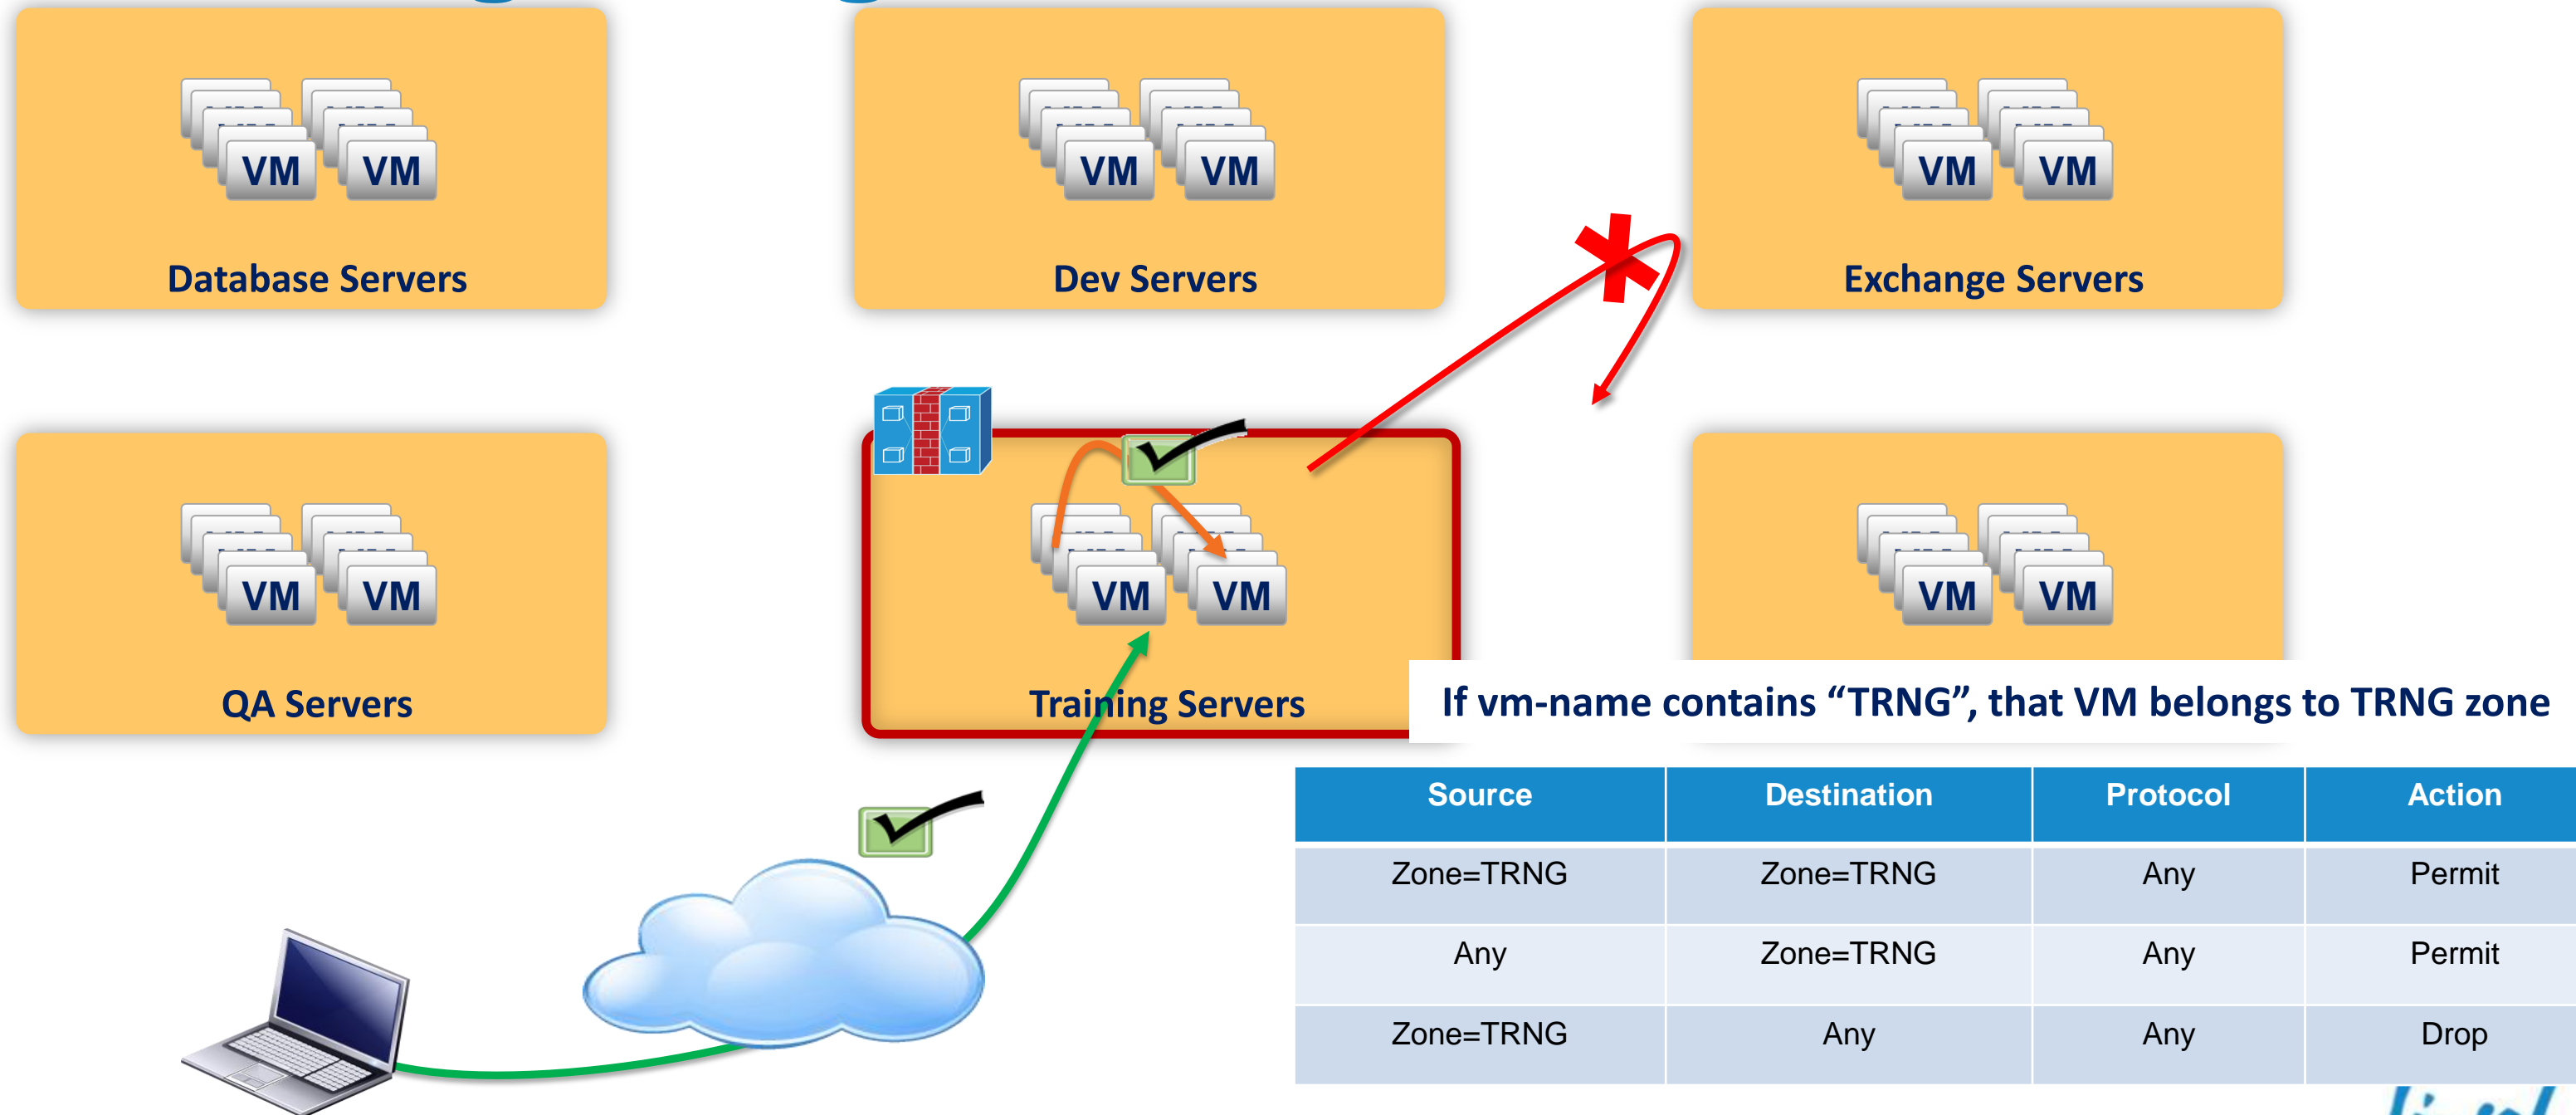 VM VM
Database Servers
VM VM
Dev Servers
VM VM
Exchange Servers
VM VM
QA Servers
VM VM
Training Servers
VM VM
If vm-name contains “TRNG”, that VM belongs to TRNG zone
Source Destination Protocol Action
Zone=TRNG Zone=TRNG Any Permit
Any Zone=TRNG Any Permit
Zone=TRNG Any Any Drop